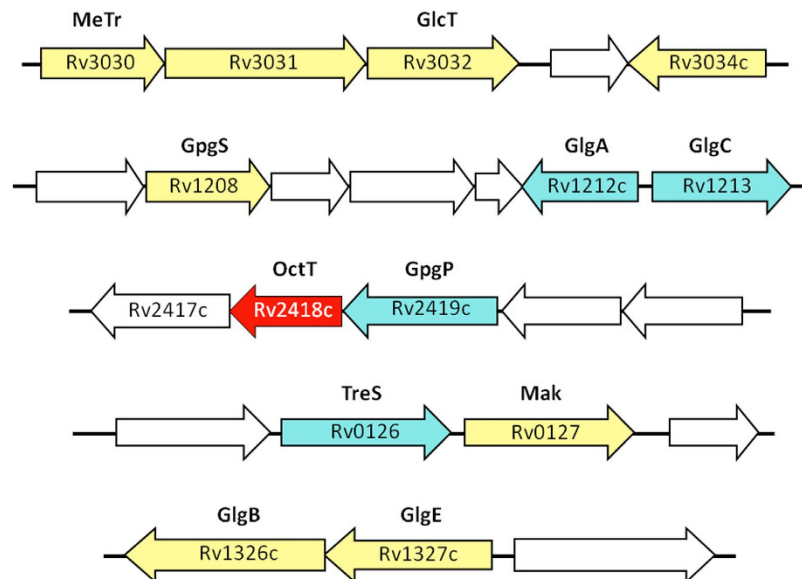 MeTr GlcT
Rv3030 Rv3031 Rv3032 Rv3034c
GpgS GlgA GlgC
Rv1208 Rv1212c Rv1213
OctT GpgP
Rv2417c Rv2418c Rv2419c
TreS Mak
Rv0126 Rv0127
GlgB GlgE
Rv1326c Rv1327c